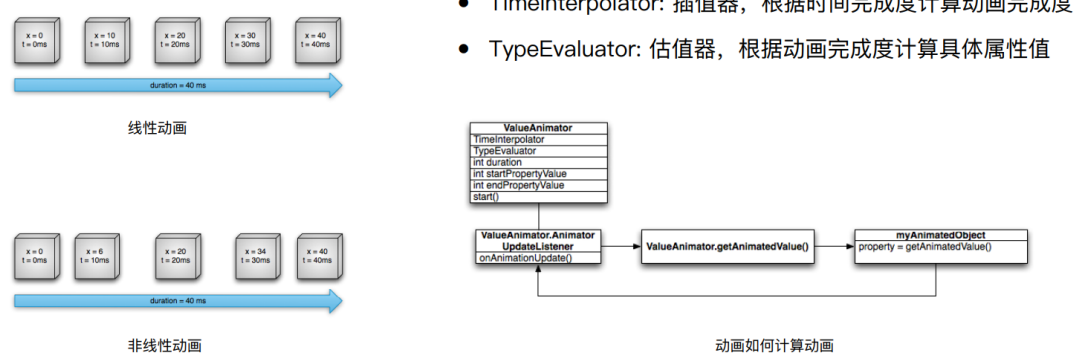 x = 0
t = 0ms
x = 10
t = 10ms
x = 20
t = 20ms
x = 30
t = 30ms
x = 40
t = 40ms
duration = 40 ms
线性动画
x = 0
t = 0ms
x = 6
t = 10ms
x = 20
t = 20ms
x = 34
t = 30ms
x = 40
t = 40ms
duration = 40 ms
非线性动画
TimeInterpolator: 插值器，根据时间完成度计算动画完成度
TypeEvaluator: 估值器，根据动画完成度计算具体属性值
ValueAnimator
TimeInterpolator
TypeEvaluator
int duration
int startPropertyValue
int endPropertyValue
start()
ValueAnimator.Animator
UpdateListener
onAnimationUpdate()
ValueAnimator.getAnimatedValue()
myAnimatedObject
property = getAnimatedValue()
动画如何计算动画